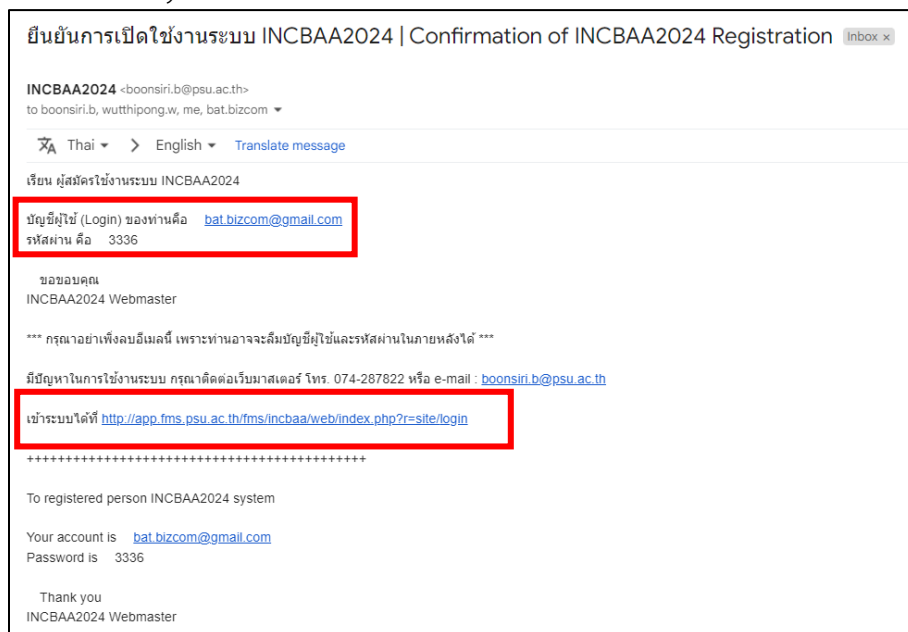 ยืนยันการเปิดใช้งานระบบ INCBAA2024 | Confirmation of INCBAA2024 Registration Inbox ×
INCBAA2024 <boonsiri.b@psu.ac.th>
to boonsiri.b, wutthipong.w, me, bat.bizcom
Thai > English Translate message
เรียน ผู้สมัครใช้งานระบบ INCBAA2024
บัญชีผู้ใช้ (Login) ของท่านคือ bat.bizcom@gmail.com
รหัสผ่าน คือ 3336
ขอขอบคุณ
INCBAA2024 Webmaster
*** กรุณาอย่าเพิ่งลบอีเมลนี้ เพราะท่านอาจจะลืมบัญชีผู้ใช้และรหัสผ่านในภายหลังได้ ***
มีปัญหาในการใช้งานระบบ กรุณาติดต่อเว็บมาสเตอร์ โทร. 074-287822 หรือ e-mail : boonsiri.b@psu.ac.th
เข้าระบบได้ที่ http://app.fms.psu.ac.th/fms/incbaa/web/index.php?r=site/login
++++++++++++++++++++++++++++++++++++++++++++
To registered person INCBAA2024 system
Your account is bat.bizcom@gmail.com
Password is 3336
Thank you
INCBAA2024 Webmaster